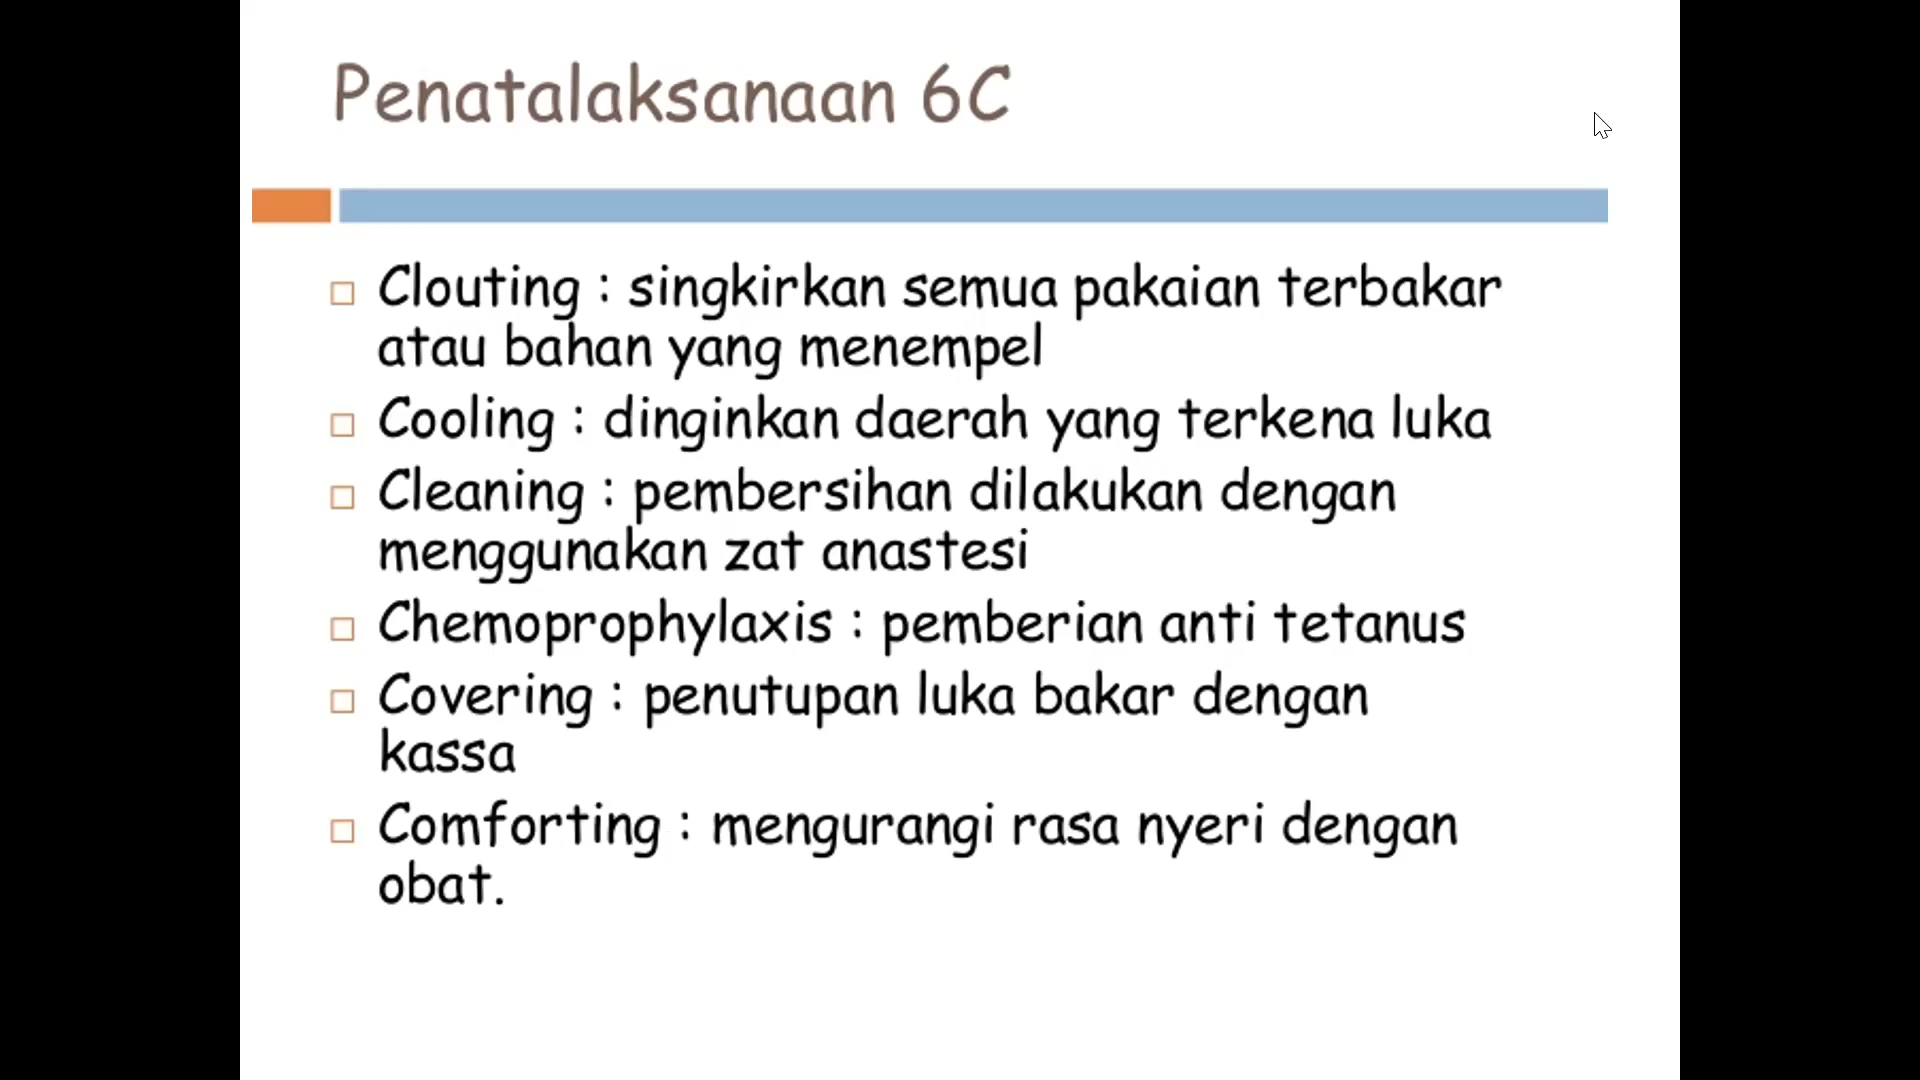 Penatalaksanaan 6C
Clouting : singkirkan semua pakaian terbakar
atau bahan yang menempel
Cooling : dinginkan daerah yang terkena luka
Cleaning : pembersihan dilakukan dengan
menggunakan zat anastesi
Chemoprophylaxis : pemberian anti tetanus
Covering : penutupan luka bakar dengan
kassa
Comforting : mengurangi rasa nyeri dengan
obat.